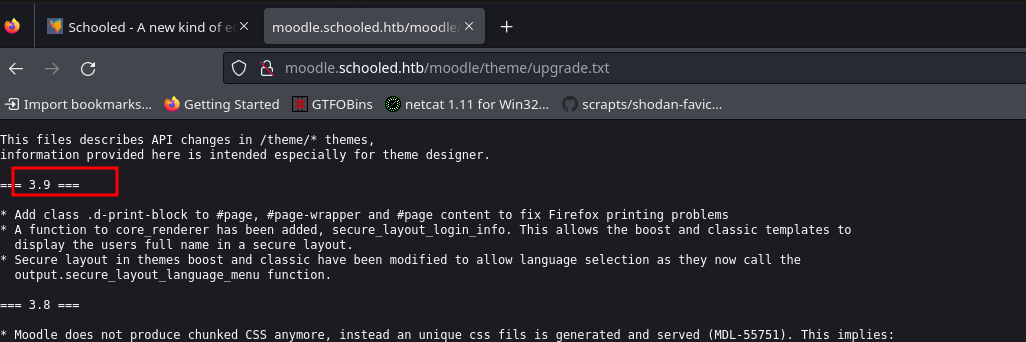 Schooled - A new kind of e
moodle.schooled.htb/moodle/
moodle.schooled.htb/moodle/theme/upgrade.txt
Import bookmarks...
Getting Started
GTFOBins
netcat 1.11 for Win32...
scrapts/shodan-favic...
This files describes API changes in /theme/* themes,
information provided here is intended especially for theme designer.
=== 3.9 ===
* Add class .d-print-block to #page, #page-wrapper and #page content to fix Firefox printing problems
* A function to core_renderer has been added, secure_layout_login_info. This allows the boost and classic templates to
display the users full name in a secure layout.
* Secure layout in themes boost and classic have been modified to allow language selection as they now call the
output.secure_layout_language_menu function.
=== 3.8 ===
* Moodle does not produce chunked CSS anymore, instead an unique css fils is generated and served (MDL-55751). This implies: